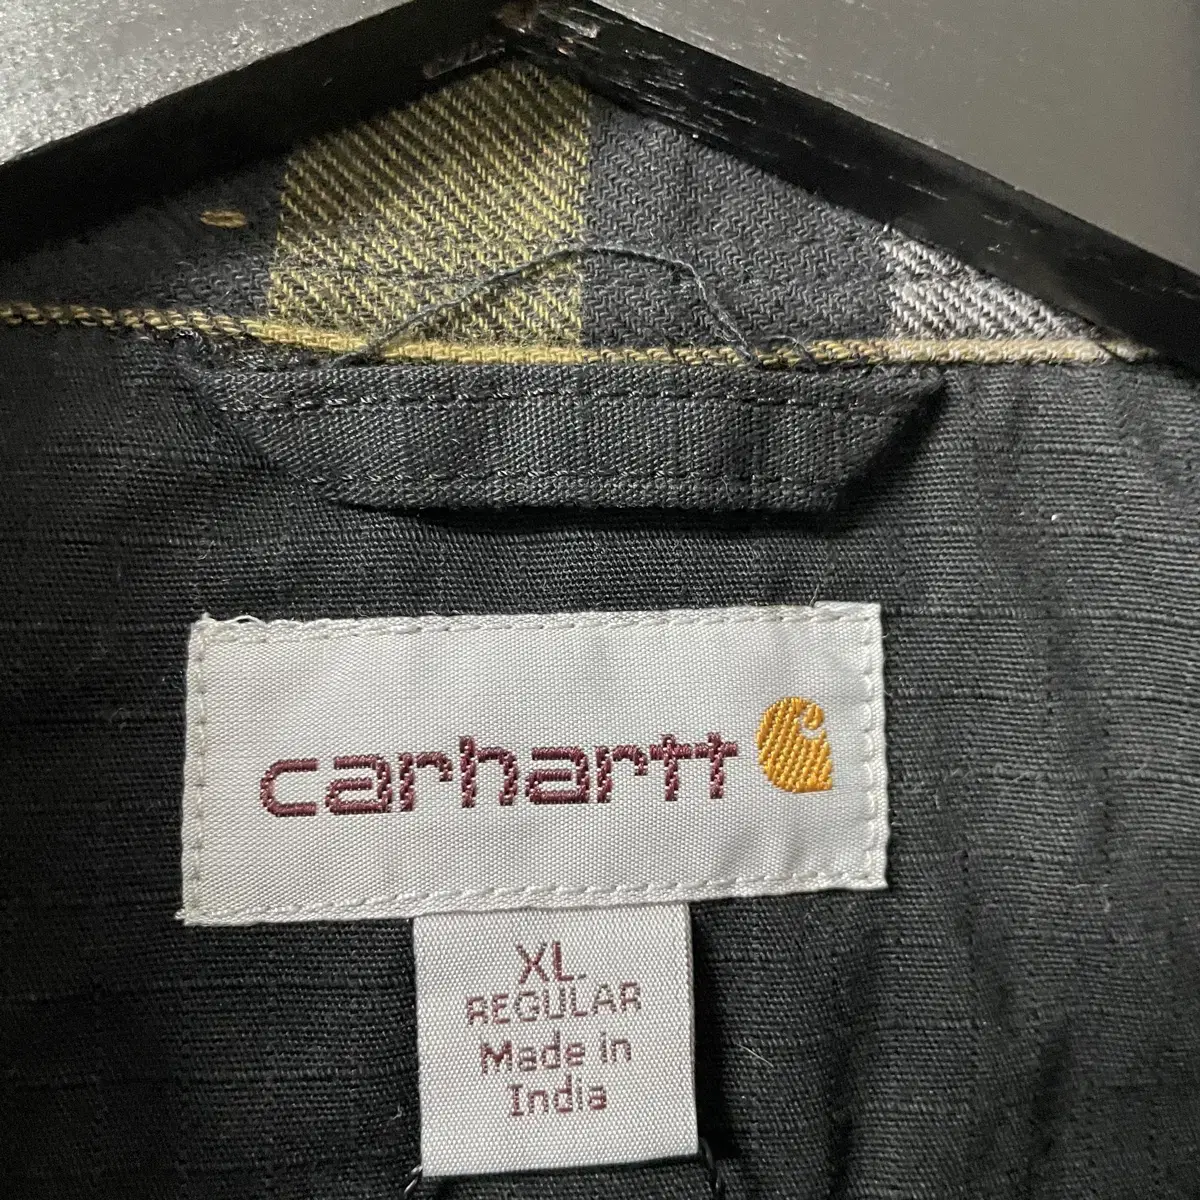 carhartt
XL
REGULAR
Made in
India